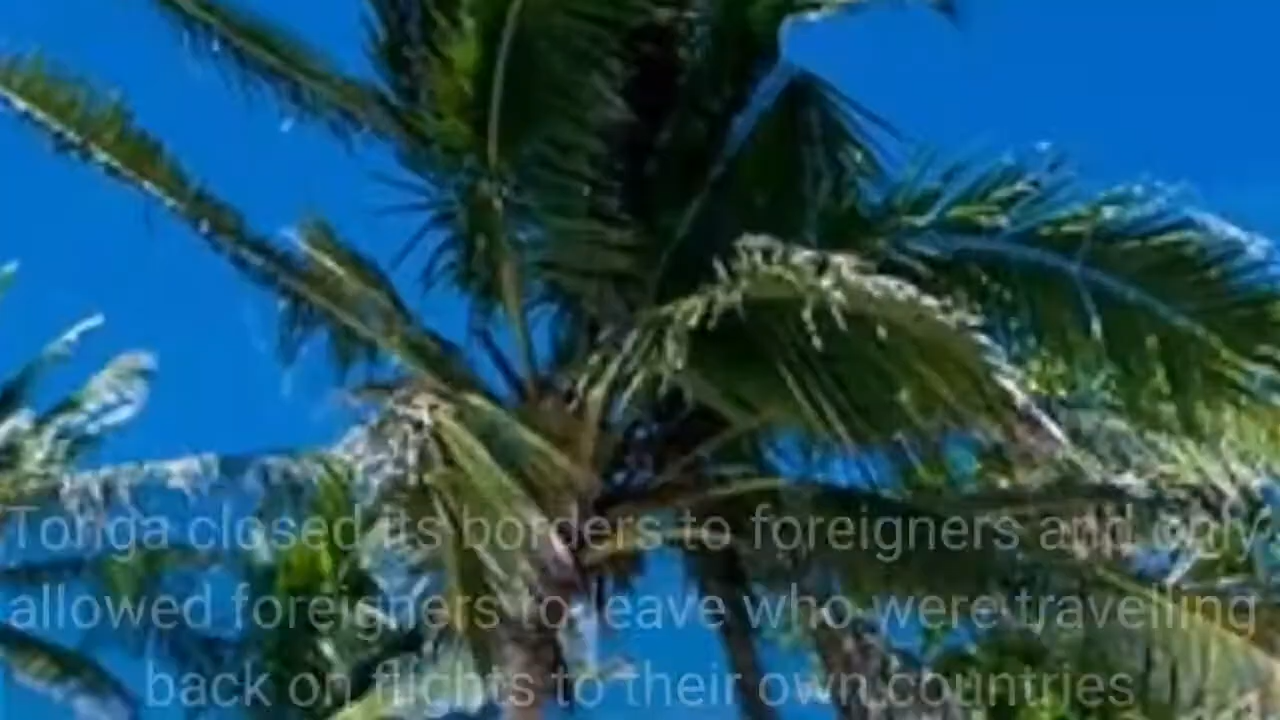 Tonga closed its borders to foreigners and only
allowed foreigners to leave who were travelling
back on flights to their own countries